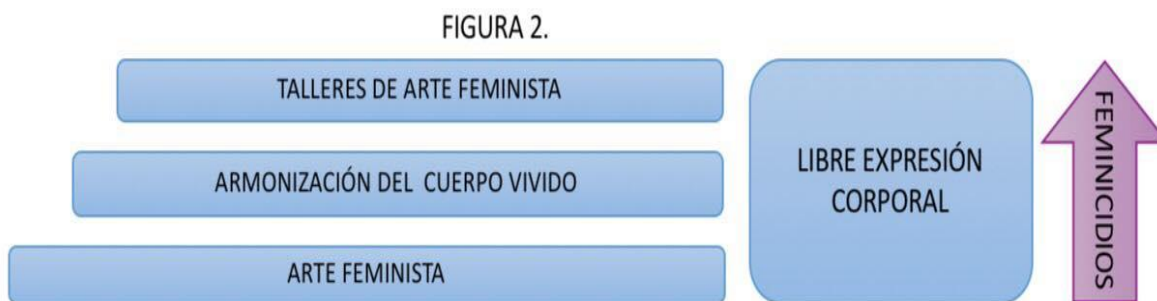 FIGURA 2.
TALLERES DE ARTE FEMINISTA
ARMONIZACIÓN DEL CUERPO VIVIDO
ARTE FEMINISTA
LIBRE EXPRESIÓN
CORPORAL
FEMINICIDIOS